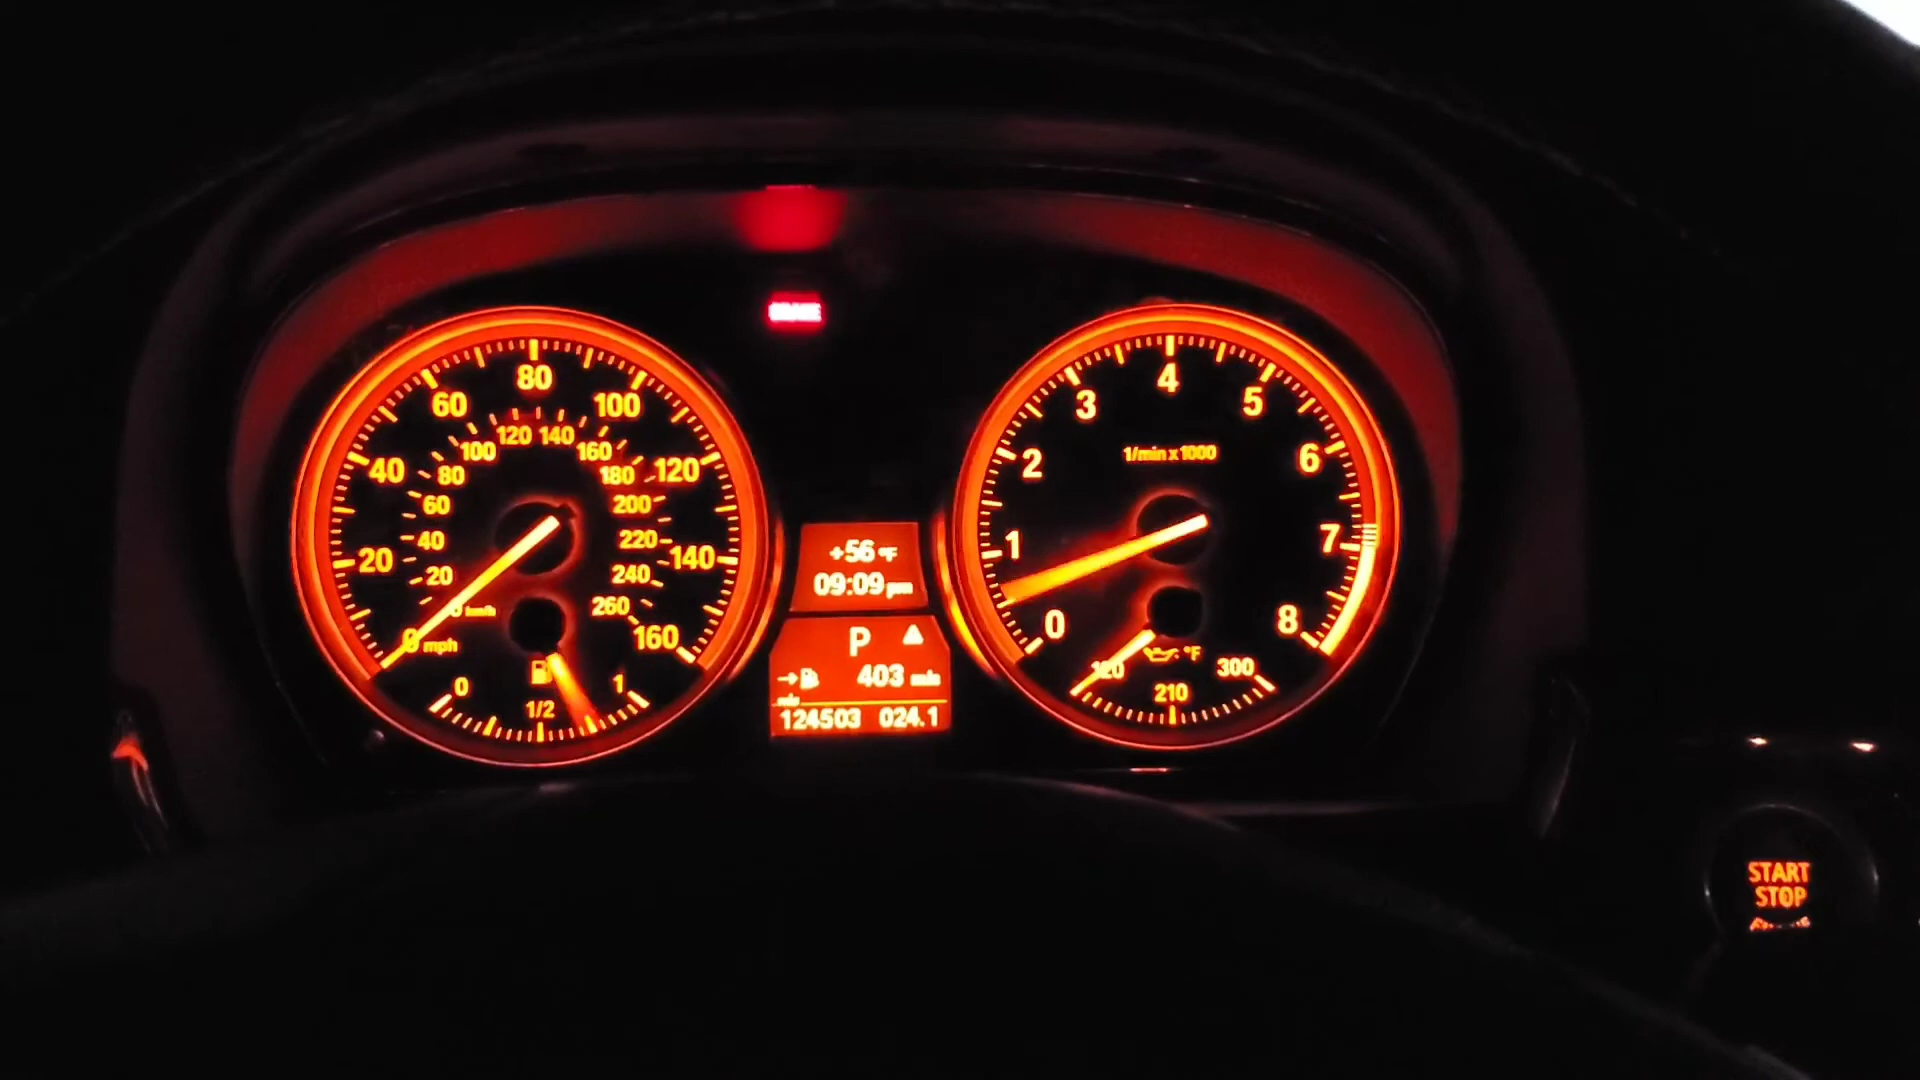 80
60 100
120 140
100 160
40 80 180 120
60 200
20 40 220 140
20 240
0 km/h 260
0 mph 160
0 1/2 1
+56 °F
09:09 pm
P
403 mls
mls
124503 024.1
4
3 5
1/min x 1000
2 6
1 7
0 8
120 °F 300
210
START
STOP